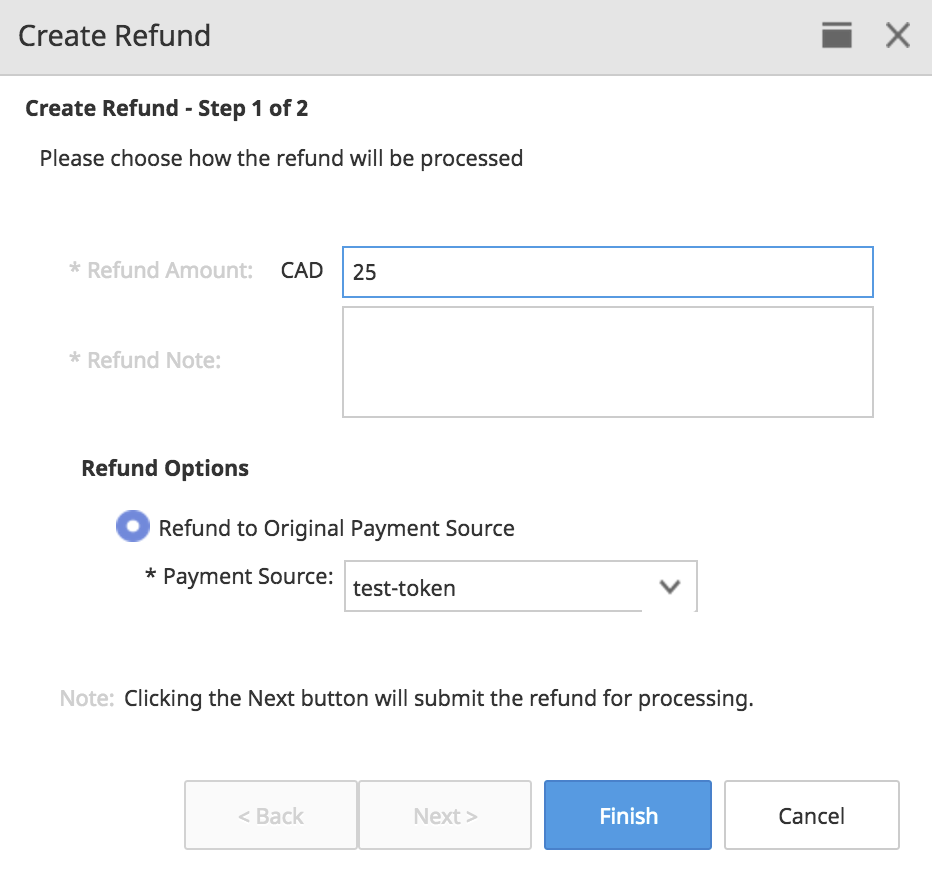 Create Refund
Create Refund - Step 1 of 2
Please choose how the refund will be processed
* Refund Amount: CAD 25
* Refund Note:
Refund Options
Refund to Original Payment Source
* Payment Source: test-token
Note: Clicking the Next button will submit the refund for processing.
< Back Next > Finish Cancel